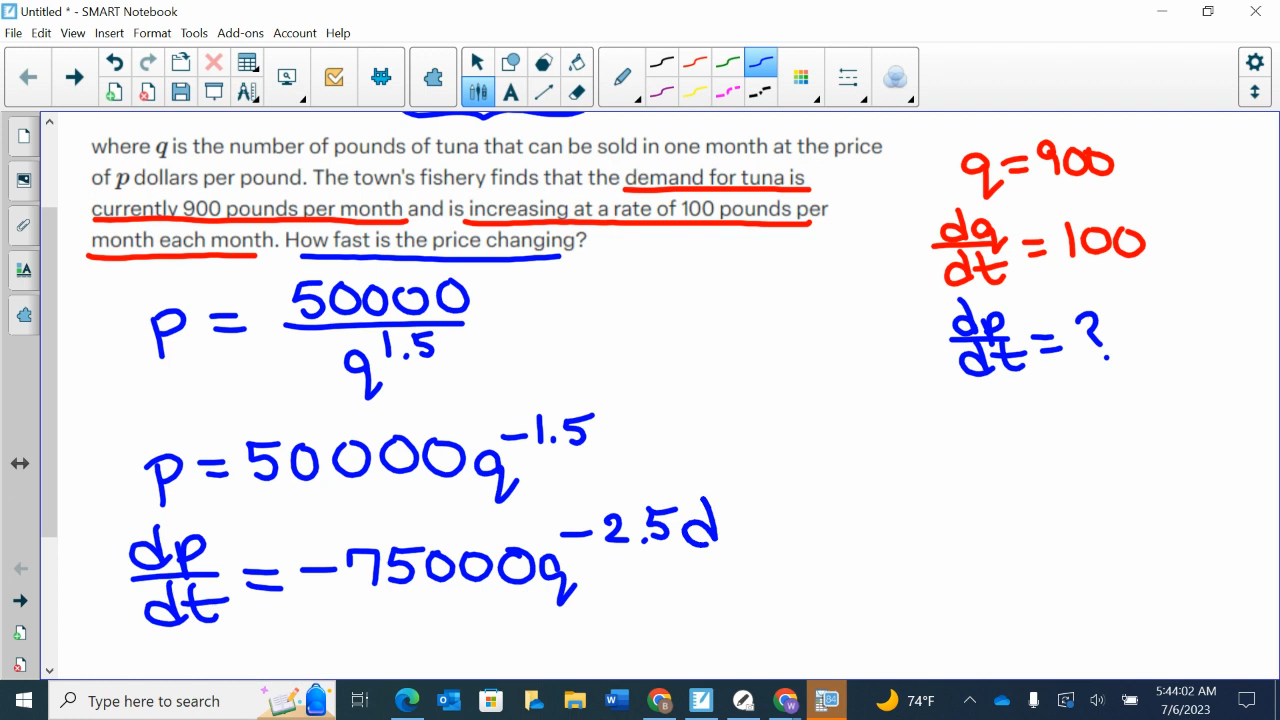 Untitled * - SMART Notebook
File Edit View Insert Format Tools Add-ons Account Help
where q is the number of pounds of tuna that can be sold in one month at the price
of p dollars per pound. The town's fishery finds that the demand for tuna is
currently 900 pounds per month and is increasing at a rate of 100 pounds per
month each month. How fast is the price changing?
q = 900
dq/dt = 100
dp/dt = ?
p = 50000/q^1.5
p = 50000q^-1.5
dp/dt = -75000q^-2.5 d
Type here to search
74°F
5:44:02 AM
7/6/2023